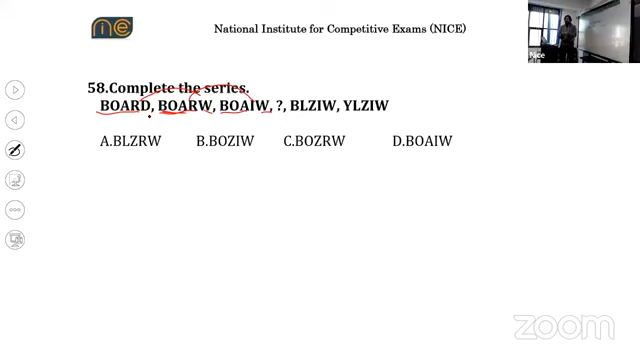 nie
National Institute for Competitive Exams (NICE)
Nice
58.Complete the series.
BOARD, BOARW, BOAIW, ?, BLZIW, YLZIW
A.BLZRW B.BOZIW C.BOZRW D.BOAIW
zoom